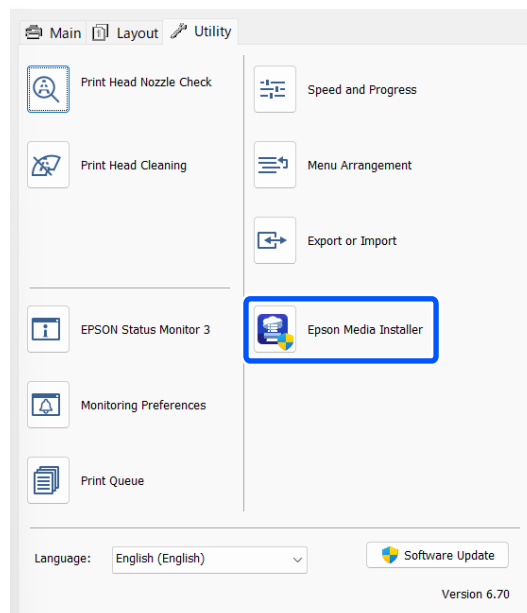 Main Layout Utility
Print Head Nozzle Check
Speed and Progress
Print Head Cleaning
Menu Arrangement
Export or Import
EPSON Status Monitor 3
Epson Media Installer
Monitoring Preferences
Print Queue
Language: English (English)
Software Update
Version 6.70